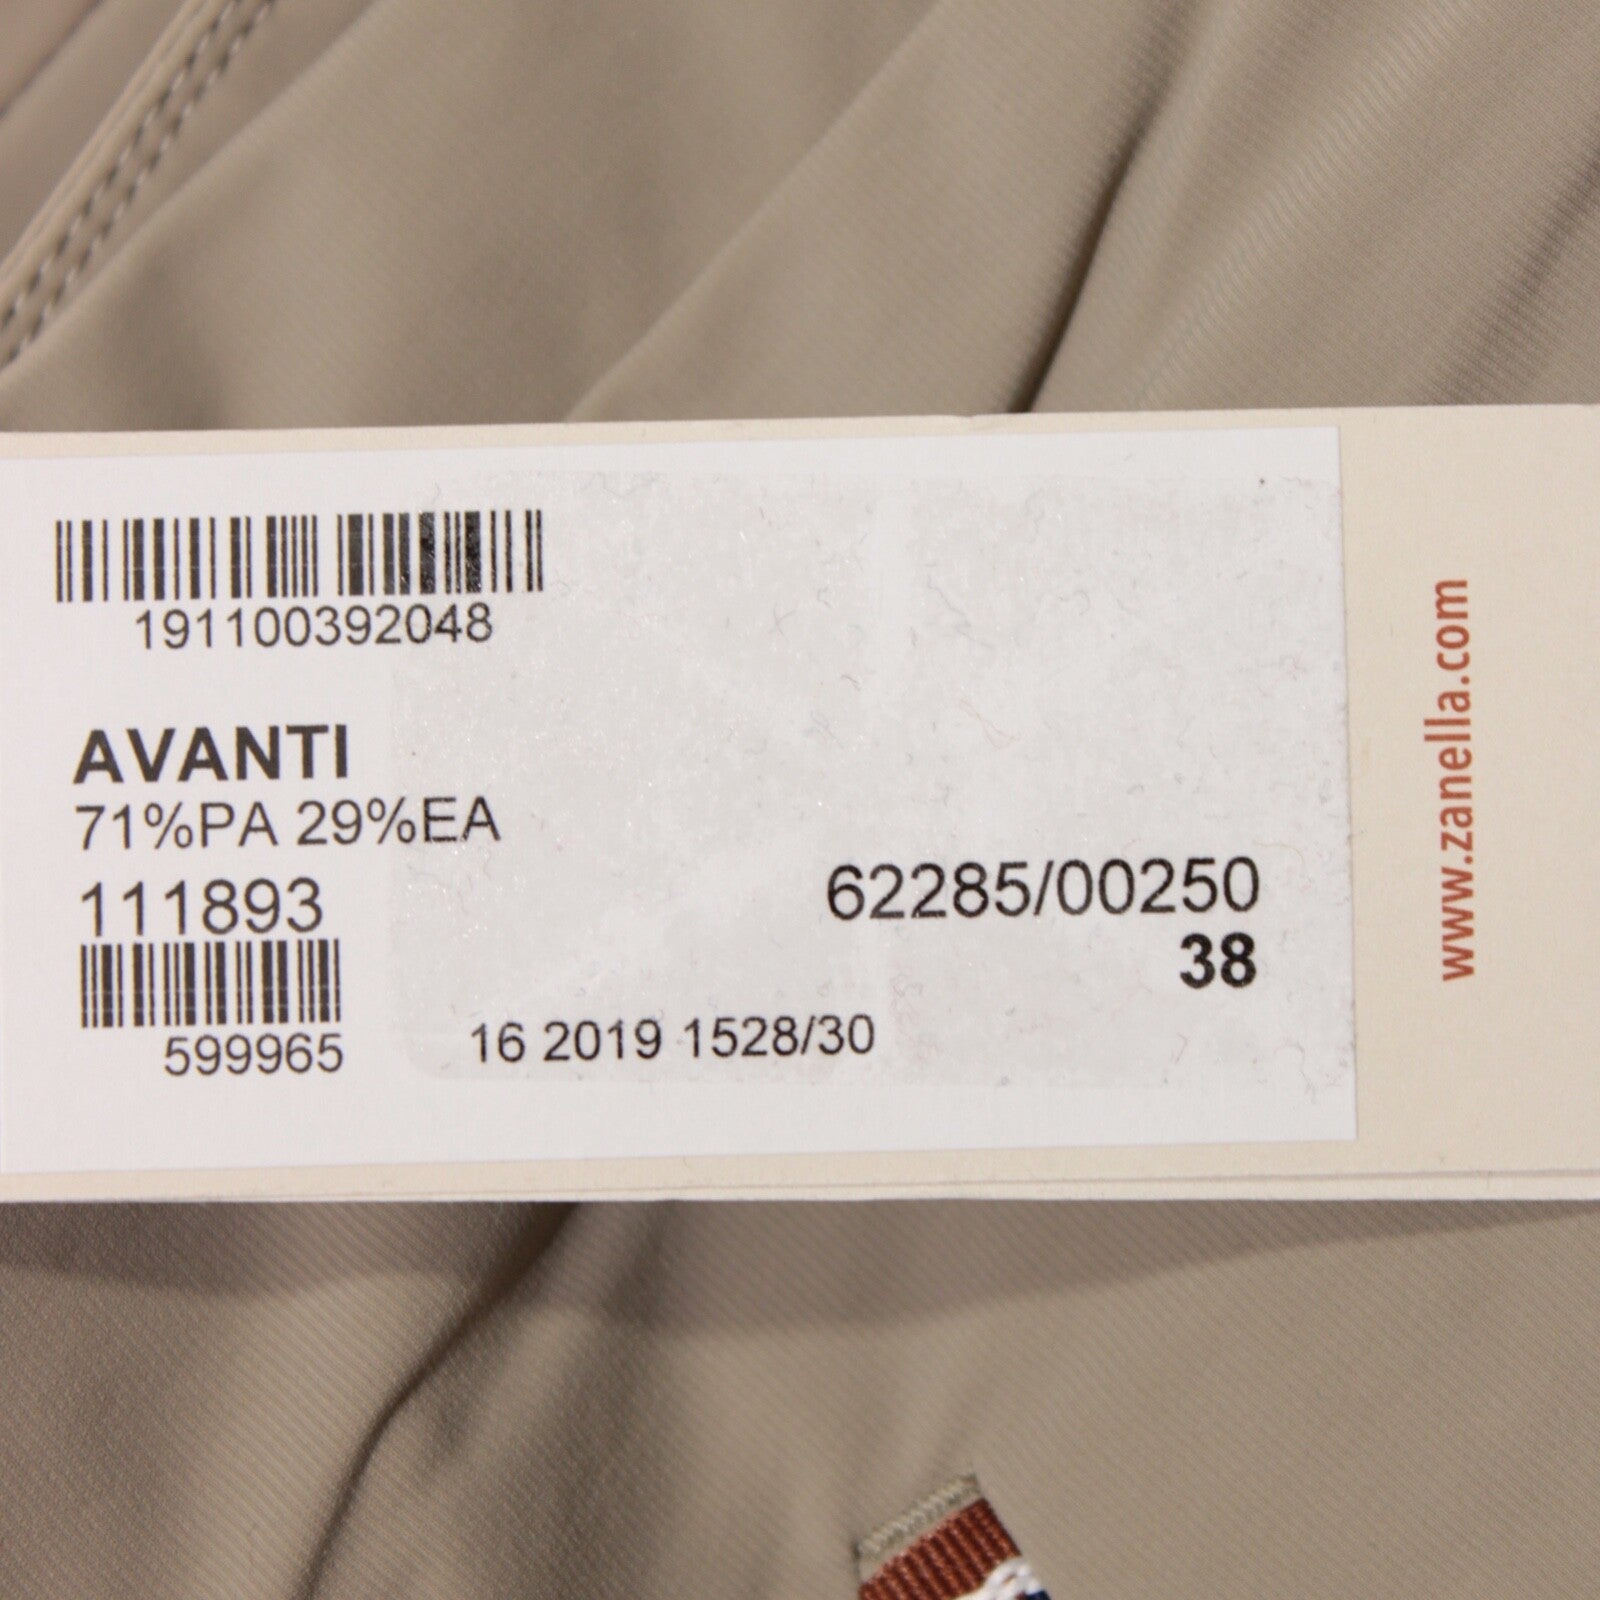 191100392048
AVANTI
71%PA 29%EA
111893
62285/00250
38
599965
16 2019 1528/30
www.zanella.com